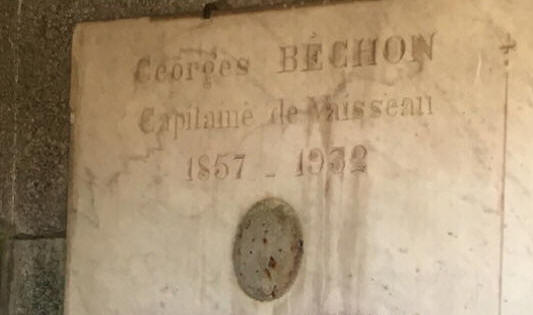 Georges BÉCHON
Capitaine de Vaisseau
1857 - 1932